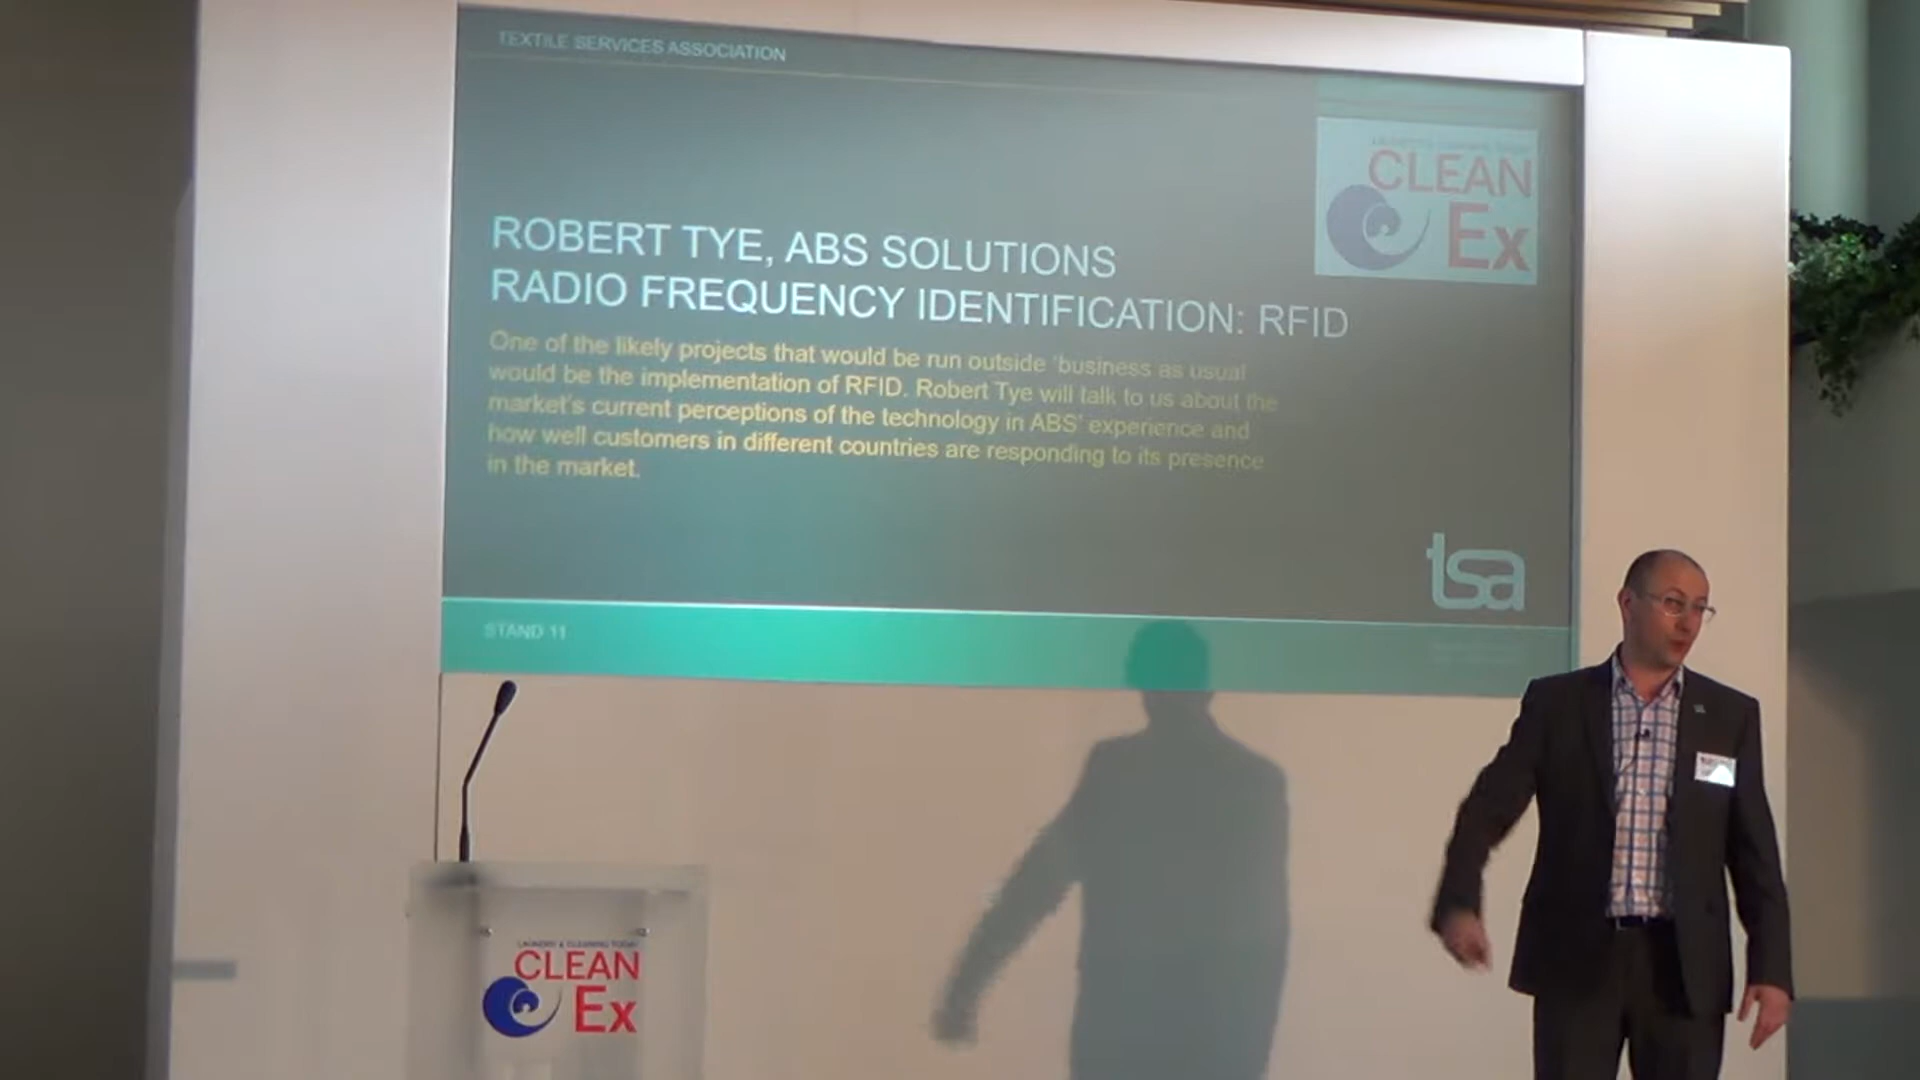 TEXTILE SERVICES ASSOCIATION
CLEAN
Ex
ROBERT TYE, ABS SOLUTIONS
RADIO FREQUENCY IDENTIFICATION: RFID
One of the likely projects that would be run outside 'business as usual
would be the implementation of RFID. Robert Tye will talk to us about the
market's current perceptions of the technology in ABS' experience and
how well customers in different countries are responding to its presence
in the market.
tsa
STAND 11
LAUNDRY & CLEANING TODAY
CLEAN
Ex